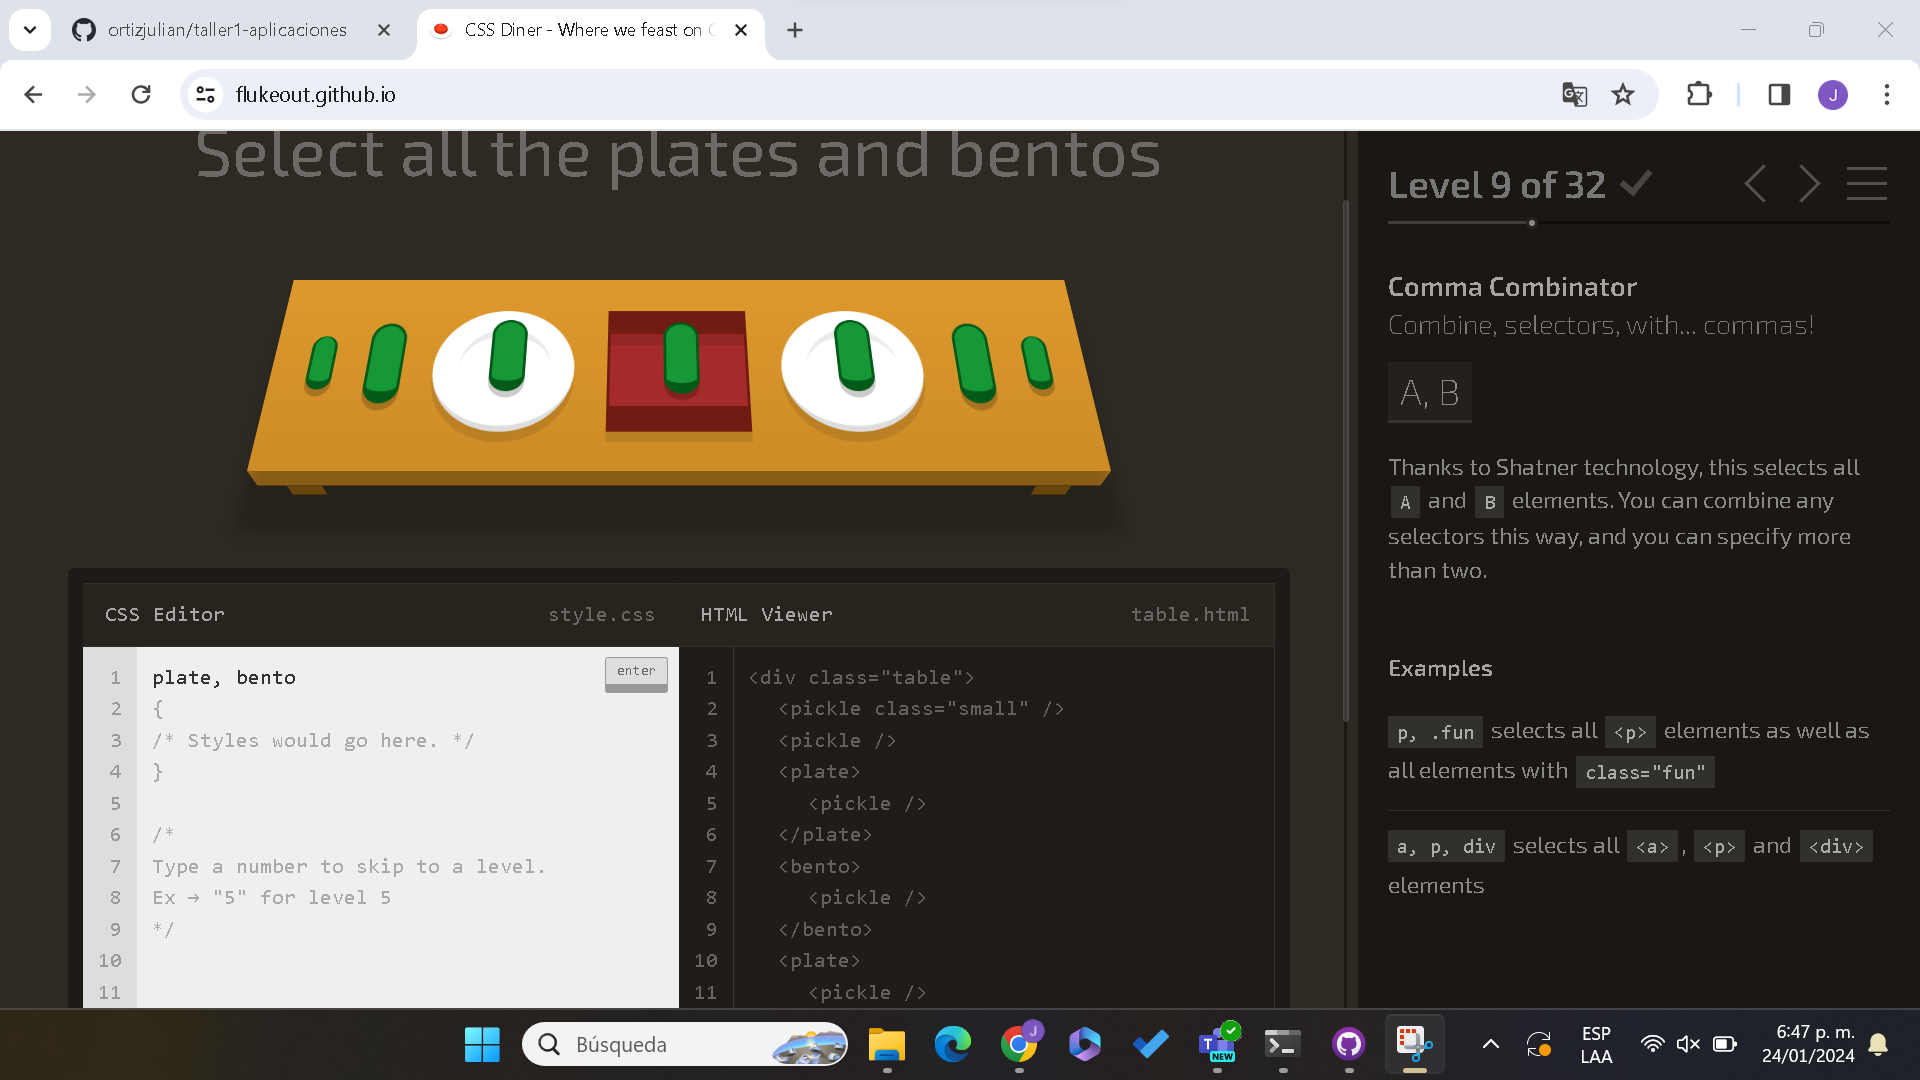 ortizjulian/taller1-aplicaciones
CSS Diner - Where we feast on
flukeout.github.io
J
Select all the plates and bentos
Level 9 of 32
Comma Combinator
Combine, selectors, with... commas!
A, B
Thanks to Shatner technology, this selects all
A and B elements. You can combine any
selectors this way, and you can specify more
than two.
Examples
p, .fun selects all <p> elements as well as
all elements with class="fun"
a, p, div selects all <a> , <p> and <div>
elements
CSS Editor style.css
1 plate, bento enter
2 {
3 /* Styles would go here. */
4 }
5
6 /*
7 Type a number to skip to a level.
8 Ex → "5" for level 5
9 */
10
11
HTML Viewer table.html
1 <div class="table">
2 <pickle class="small" />
3 <pickle />
4 <plate>
5 <pickle />
6 </plate>
7 <bento>
8 <pickle />
9 </bento>
10 <plate>
11 <pickle />
Búsqueda
J
T
NEW
ESP
LAA
6:47 p. m.
24/01/2024